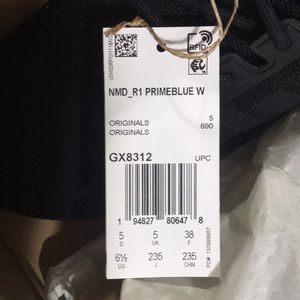 RFID
NMD_R1 PRIMEBLUE W
ORIGINALS 5
ORIGINALS 690
GX8312 UPC
1 94827 80647 8
5 5 38
D UK F
6½ 235 235
US J CHN